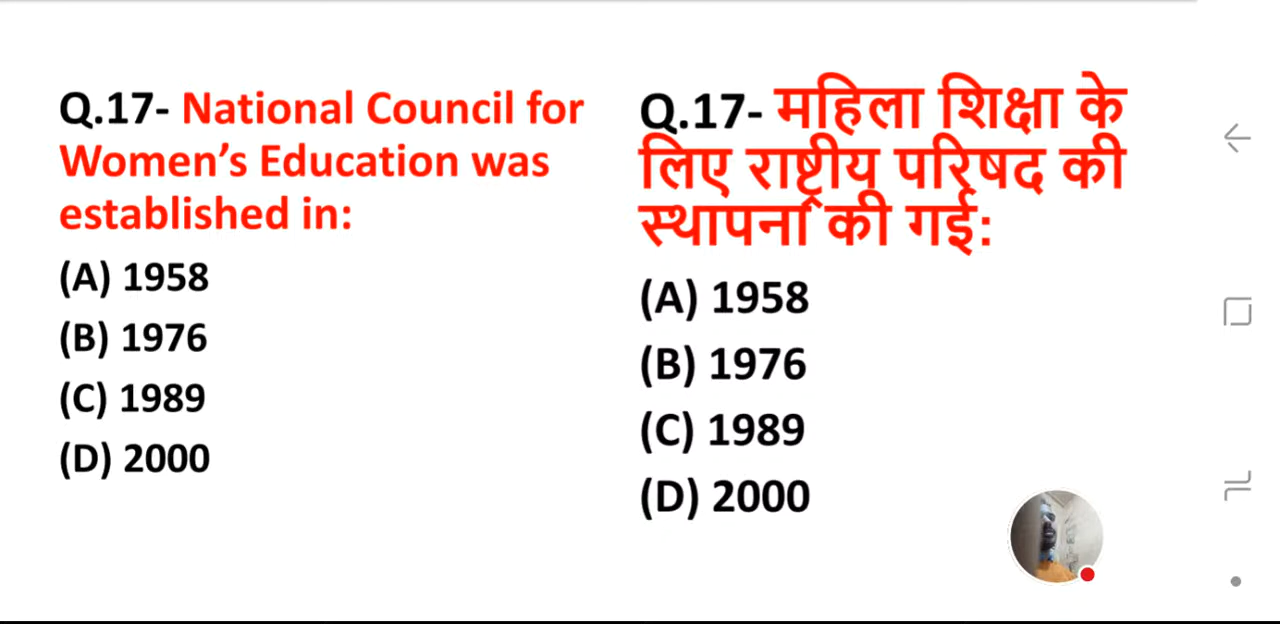 Q.17- National Council for
Women’s Education was
established in:
(A) 1958
(B) 1976
(C) 1989
(D) 2000
Q.17- महिला शिक्षा के
लिए राष्ट्रीय परिषद की
स्थापना की गई:
(A) 1958
(B) 1976
(C) 1989
(D) 2000